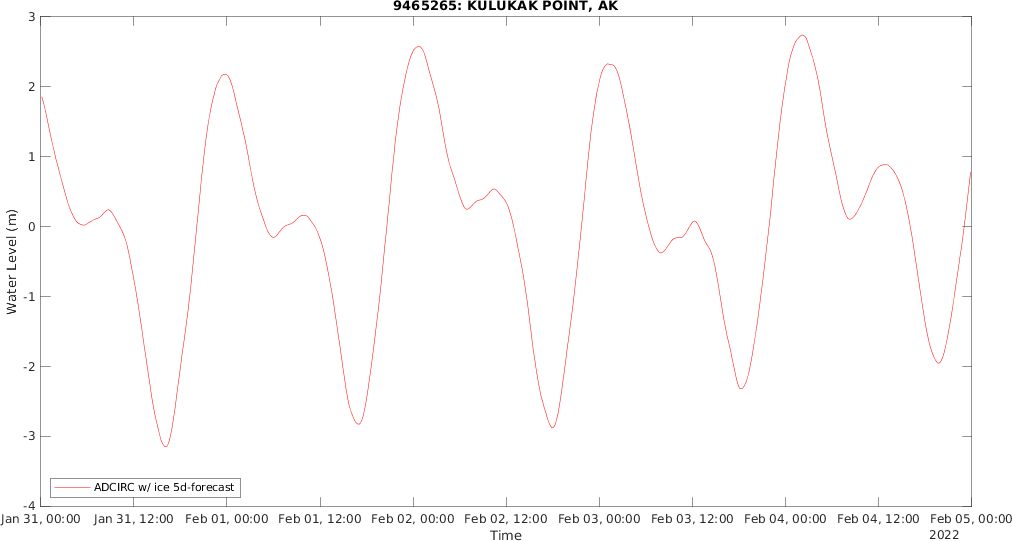 9465265: KULUKAK POINT, AK
Water Level (m)
3
2
1
0
-1
-2
-3
-4
ADCIRC w/ ice 5d-forecast
Jan 31, 00:00 Jan 31, 12:00 Feb 01, 00:00 Feb 01, 12:00 Feb 02, 00:00 Feb 02, 12:00 Feb 03, 00:00 Feb 03, 12:00 Feb 04, 00:00 Feb 04, 12:00 Feb 05, 00:00
2022
Time